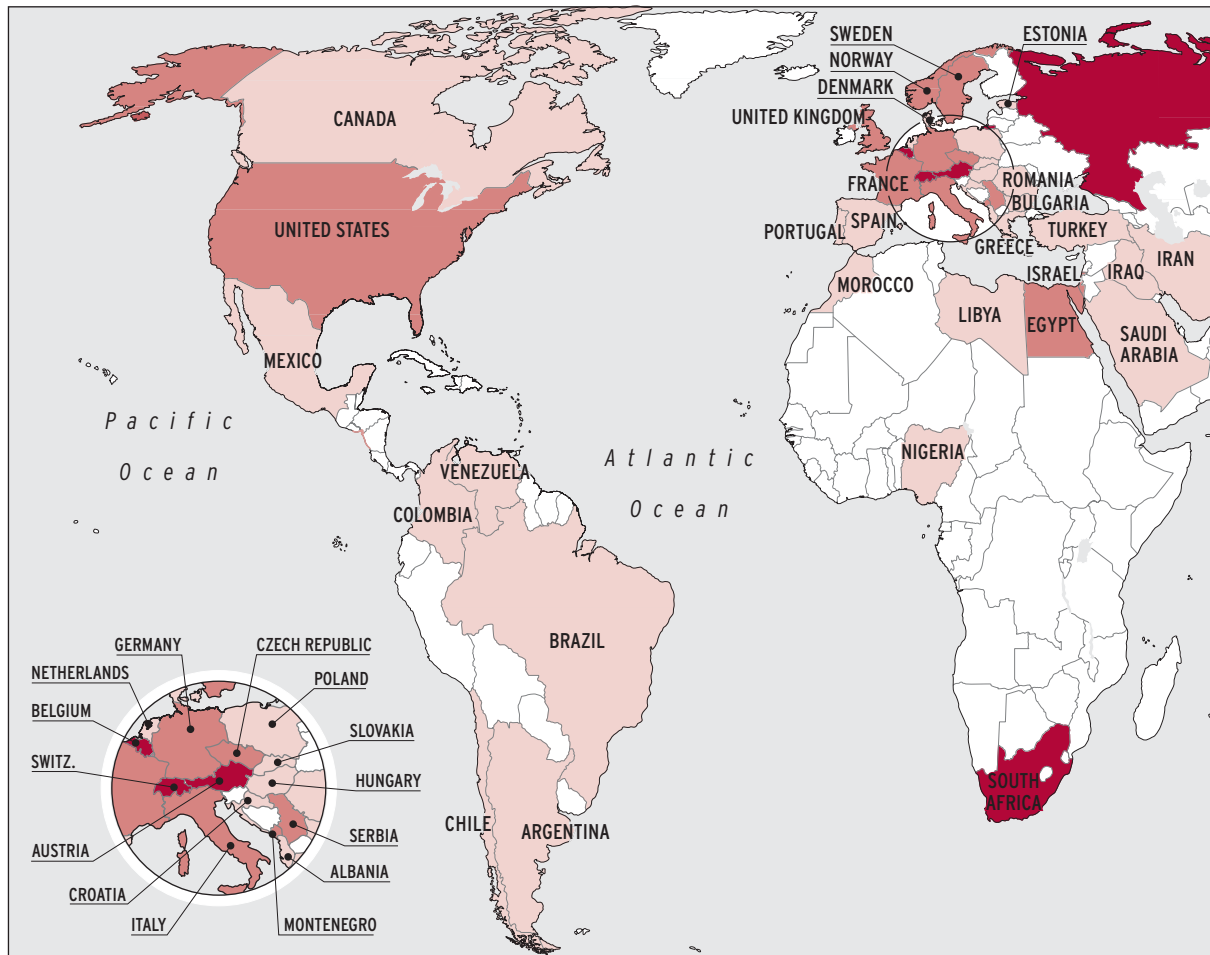 SWEDEN
ESTONIA
NORWAY
DENMARK
UNITED KINGDOM
CANADA
FRANCE
ROMANIA
BULGARIA
UNITED STATES
PORTUGAL
SPAIN
GREECE
TURKEY
ISRAEL
IRAQ
IRAN
MOROCCO
LIBYA
EGYPT
SAUDI
ARABIA
MEXICO
Pacific
Ocean
Atlantic
Ocean
NIGERIA
VENEZUELA
COLOMBIA
BRAZIL
CHILE
ARGENTINA
SOUTH
AFRICA
GERMANY
CZECH REPUBLIC
NETHERLANDS
POLAND
BELGIUM
SLOVAKIA
SWITZ.
HUNGARY
SERBIA
AUSTRIA
ALBANIA
CROATIA
ITALY
MONTENEGRO